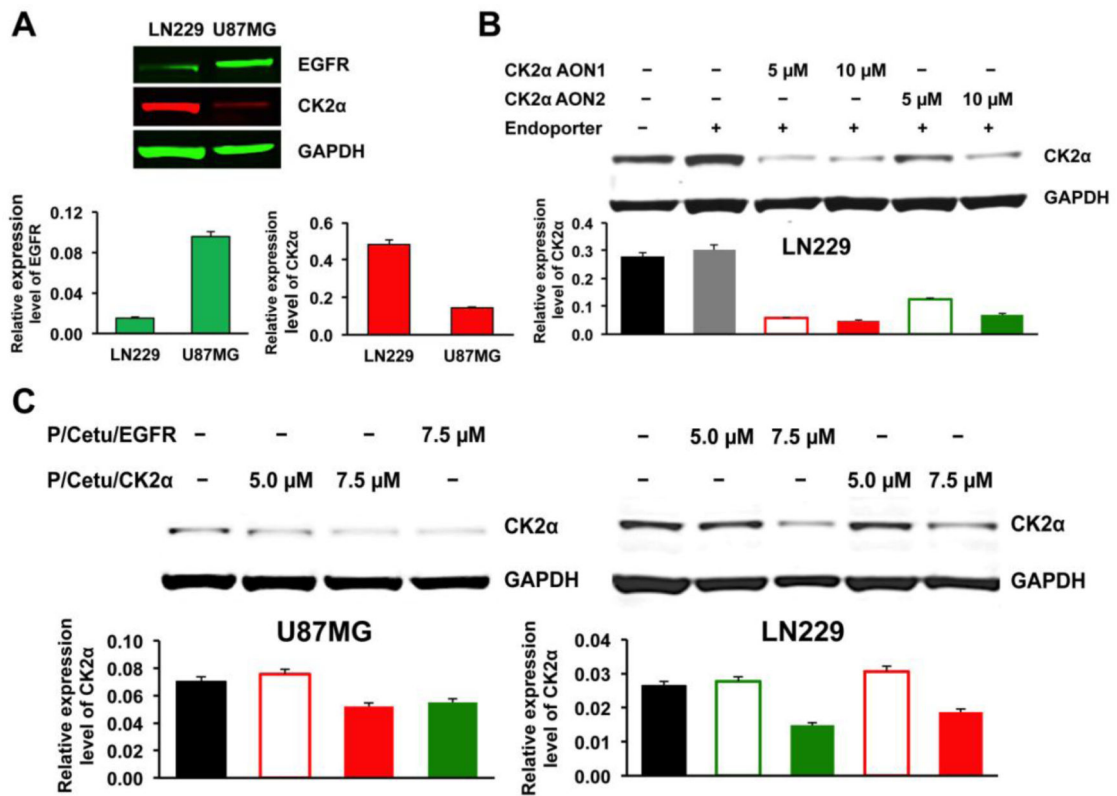 A
LN229 U87MG
EGFR
CK2α
GAPDH
Relative expression
level of EGFR
0.12
0.08
0.04
0.00
LN229 U87MG
Relative expression
level of CK2α
0.6
0.4
0.2
0.0
LN229 U87MG
B
CK2α AON1 – – 5 µM 10 µM – –
CK2α AON2 – – – – 5 µM 10 µM
Endoporter – + + + + +
CK2α
GAPDH
LN229
Relative expression
level of CK2α
0.4
0.3
0.2
0.1
0.0
C
P/Cetu/EGFR – – – 7.5 µM
P/Cetu/CK2α – 5.0 µM 7.5 µM –
CK2α
GAPDH
U87MG
Relative expression
level of CK2α
0.10
0.08
0.06
0.04
0.02
0.00
– 5.0 µM 7.5 µM – –
– – – 5.0 µM 7.5 µM
CK2α
GAPDH
LN229
Relative expression
level of CK2α
0.04
0.03
0.02
0.01
0.00